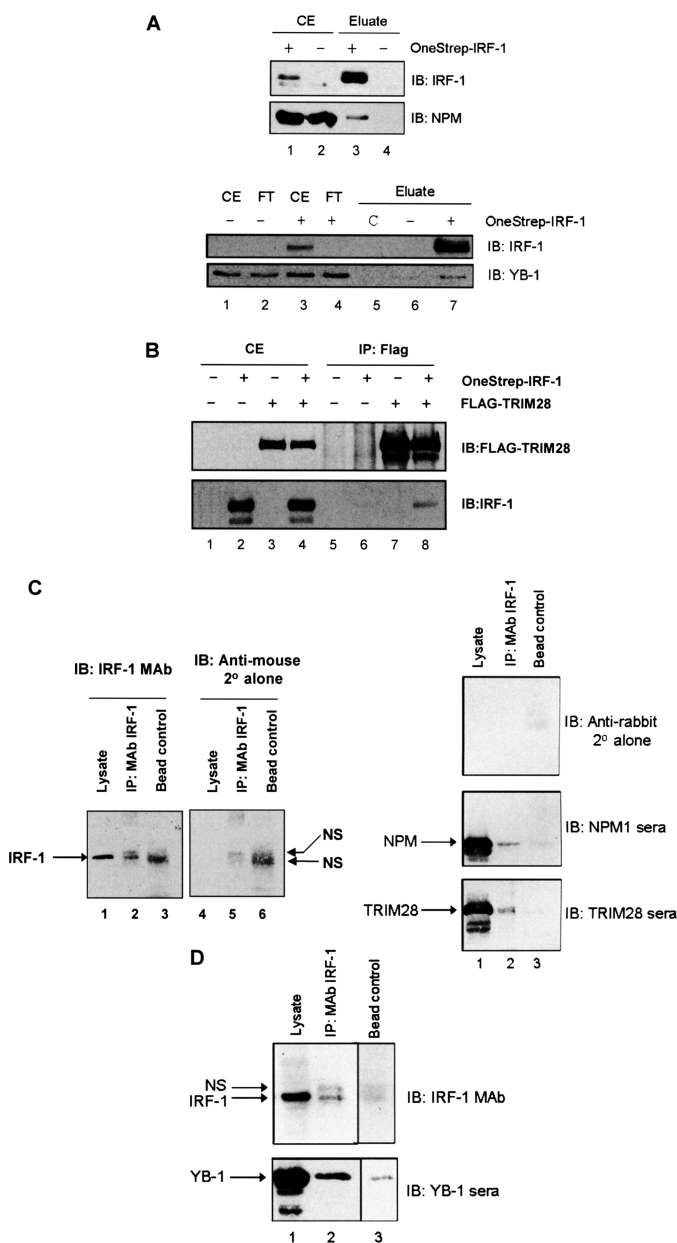 A
CE Eluate
+ – + – OneStrep-IRF-1
IB: IRF-1
IB: NPM
1 2 3 4
Eluate
CE FT CE FT
– – + + C – + OneStrep-IRF-1
IB: IRF-1
IB: YB-1
1 2 3 4 5 6 7
B
CE IP: Flag
– + – + – + – + OneStrep-IRF-1
– – + + – – + + FLAG-TRIM28
IB:FLAG-TRIM28
IB:IRF-1
1 2 3 4 5 6 7 8
C
IB: IRF-1 MAb
IB: Anti-mouse
2º alone
Lysate
IP: MAb IRF-1
Bead control
Lysate
IP: MAb IRF-1
Bead control
IRF-1
NS
NS
1 2 3 4 5 6
Lysate
IP: MAb IRF-1
Bead control
IB: Anti-rabbit
2º alone
NPM
IB: NPM1 sera
TRIM28
IB: TRIM28 sera
1 2 3
D
Lysate
IP: MAb IRF-1
Bead control
NS
IRF-1
IB: IRF-1 MAb
YB-1
IB: YB-1 sera
1 2 3